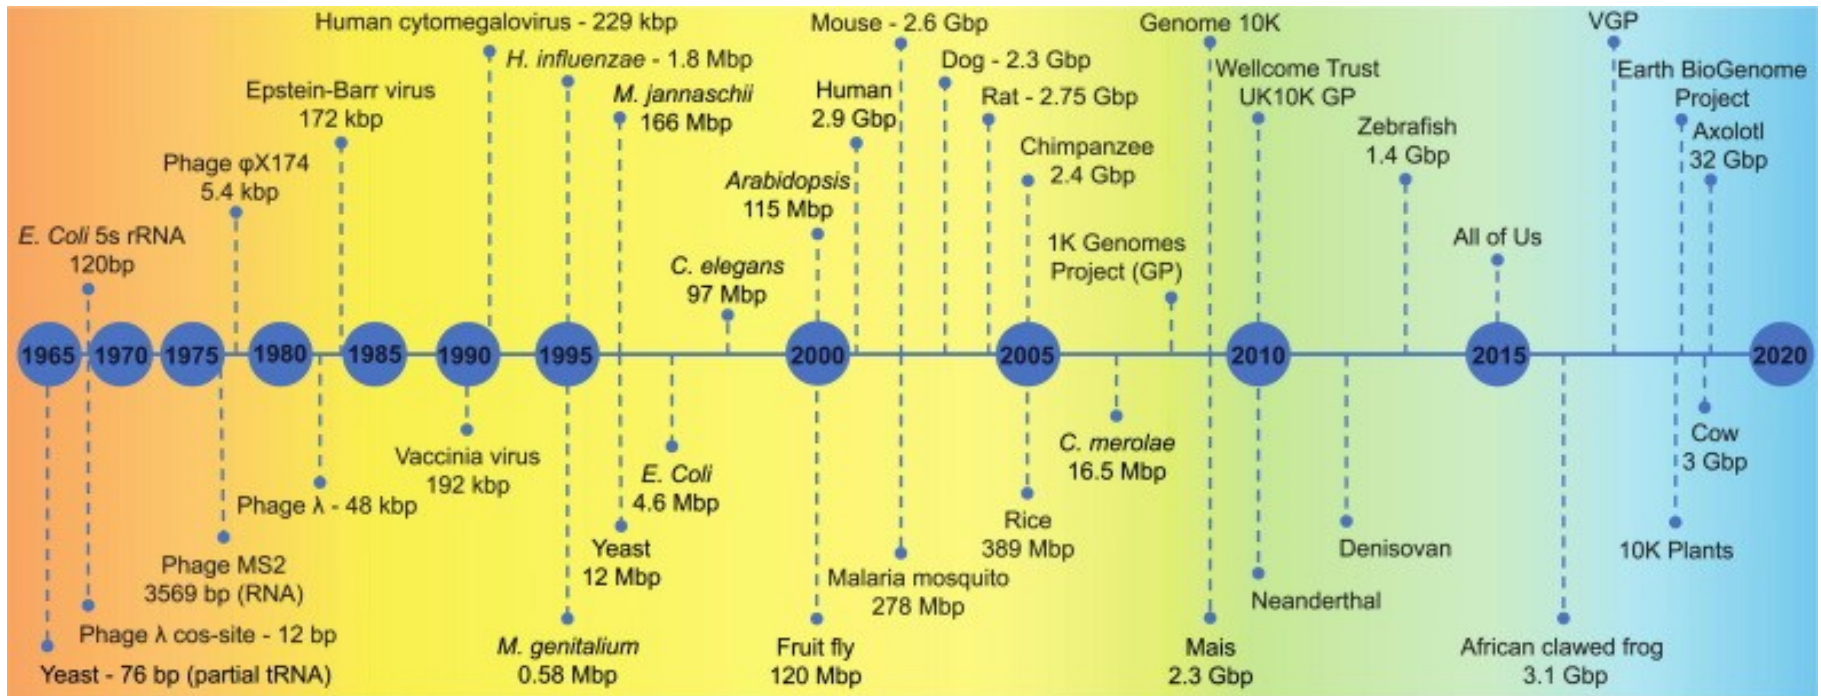 Human cytomegalovirus - 229 kbp
Mouse - 2.6 Gbp
Genome 10K
VGP
H. influenzae - 1.8 Mbp
Dog - 2.3 Gbp
Wellcome Trust
UK10K GP
Earth BioGenome
Project
Epstein-Barr virus
172 kbp
M. jannaschii
166 Mbp
Human
2.9 Gbp
Rat - 2.75 Gbp
Zebrafish
1.4 Gbp
Axolotl
32 Gbp
Phage φX174
5.4 kbp
Arabidopsis
115 Mbp
Chimpanzee
2.4 Gbp
E. Coli 5s rRNA
120bp
C. elegans
97 Mbp
1K Genomes
Project (GP)
All of Us
1965 1970 1975 1980 1985 1990 1995 2000 2005 2010 2015 2020
Vaccinia virus
192 kbp
E. Coli
4.6 Mbp
C. merolae
16.5 Mbp
Cow
3 Gbp
Phage λ - 48 kbp
Rice
389 Mbp
Phage MS2
3569 bp (RNA)
Yeast
12 Mbp
Malaria mosquito
278 Mbp
Denisovan
10K Plants
Neanderthal
Phage λ cos-site - 12 bp
Yeast - 76 bp (partial tRNA)
M. genitalium
0.58 Mbp
Fruit fly
120 Mbp
Mais
2.3 Gbp
African clawed frog
3.1 Gbp